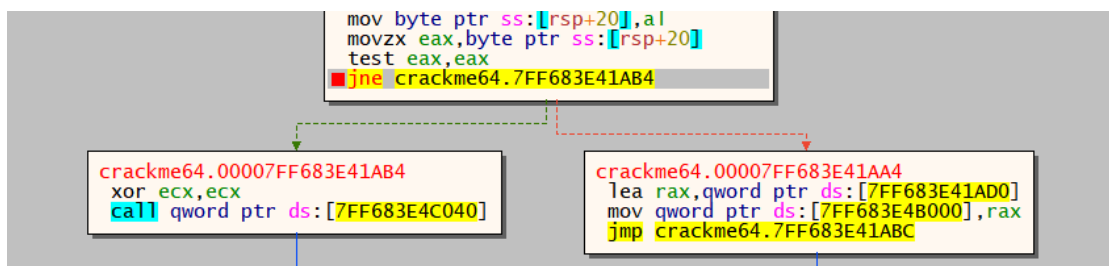 mov byte ptr ss:[rsp+20],al
movzx eax,byte ptr ss:[rsp+20]
test eax,eax
jne crackme64.7FF683E41AB4
crackme64.00007FF683E41AB4
xor ecx,ecx
call qword ptr ds:[7FF683E4C040]
crackme64.00007FF683E41AA4
lea rax,qword ptr ds:[7FF683E41AD0]
mov qword ptr ds:[7FF683E4B000],rax
jmp crackme64.7FF683E41ABC